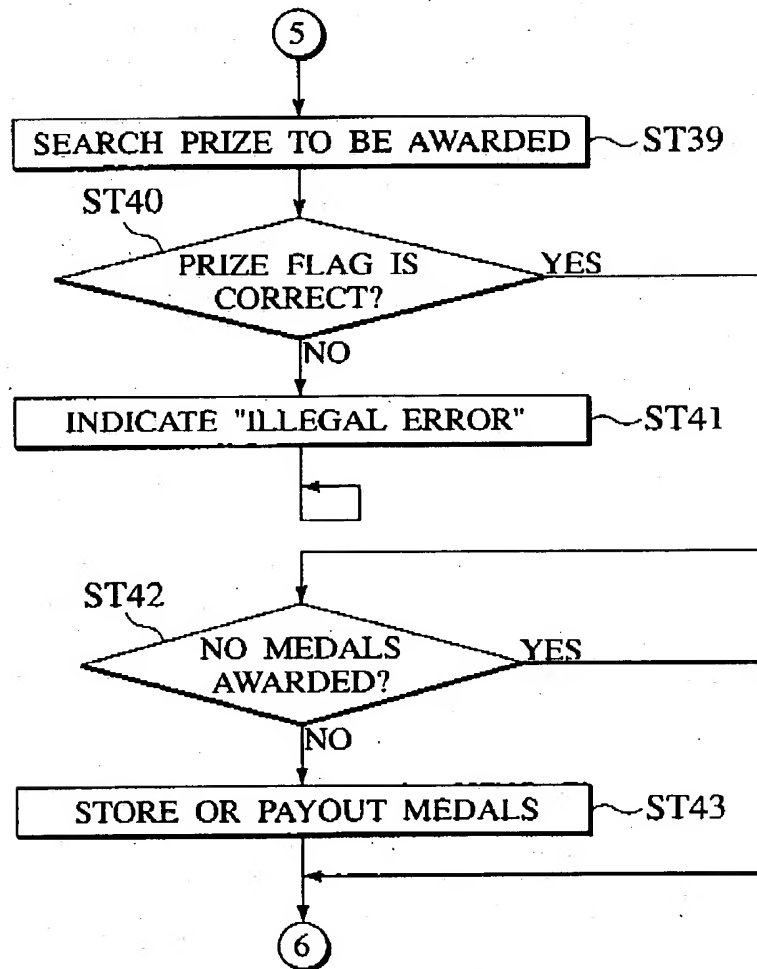 5
SEARCH PRIZE TO BE AWARDED
ST39
ST40
PRIZE FLAG IS
CORRECT?
YES
NO
INDICATE "ILLEGAL ERROR"
ST41
ST42
NO MEDALS
AWARDED?
YES
NO
STORE OR PAYOUT MEDALS
ST43
6